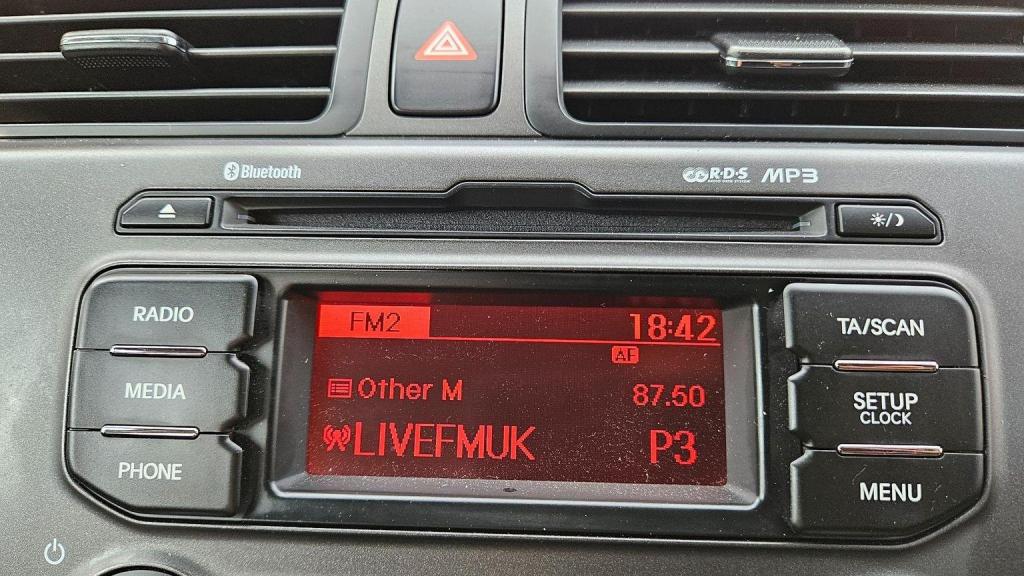 Bluetooth
R·D·S MP3
RADIO
MEDIA
PHONE
FM2 18:42
AF
Other M 87.50
LIVEFMUK P3
TA/SCAN
SETUP
CLOCK
MENU